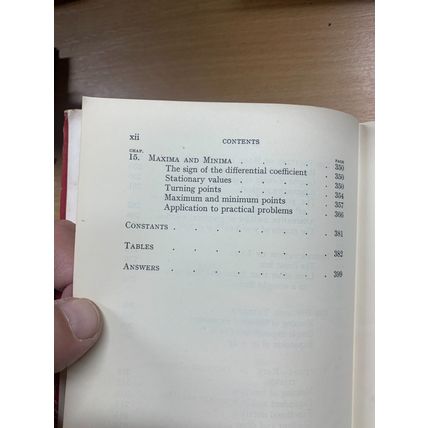 xii CONTENTS
CHAP. PAGE
15. MAXIMA AND MINIMA . . . . . . 350
The sign of the differential coefficient . 350
Stationary values . . . . . . 350
Turning points . . . . . . 354
Maximum and minimum points . . . 357
Application to practical problems . . . 366
CONSTANTS . . . . . . . . . 381
TABLES . . . . . . . . . 382
ANSWERS . . . . . . . . . 399